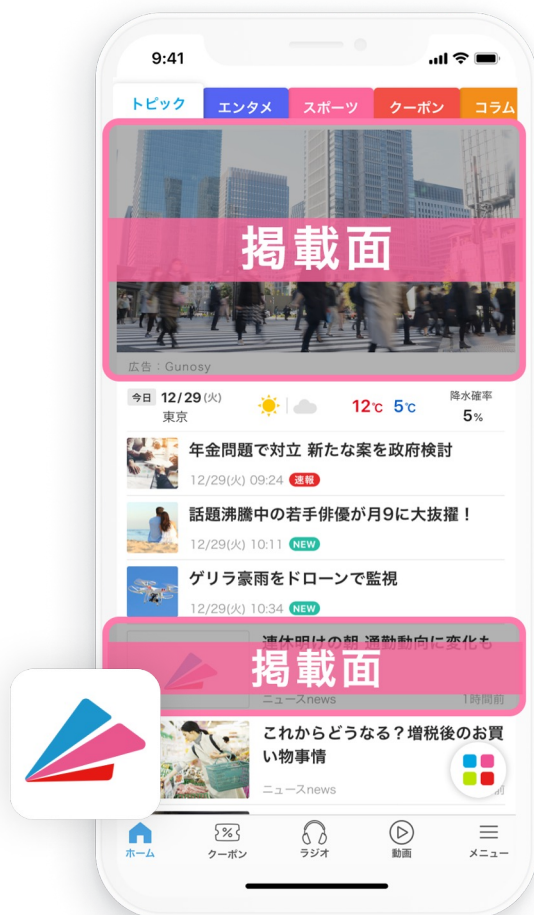 9:41
トピック エンタメ スポーツ クーポン コラム
掲載面
広告：Gunosy
今日 12/29(火) 東京 12℃ 5℃ 降水確率 5%
年金問題で対立 新たな案を政府検討
12/29(火) 09:24 速報
話題沸騰中の若手俳優が月9に大抜擢！
12/29(火) 10:11 NEW
ゲリラ豪雨をドローンで監視
12/29(火) 10:34 NEW
連休明けの朝 通勤動向に変化も
掲載面
ニュースnews 1時間前
これからどうなる？増税後のお買
い物事情
ニュースnews 前
ホーム クーポン ラジオ 動画 メニュー